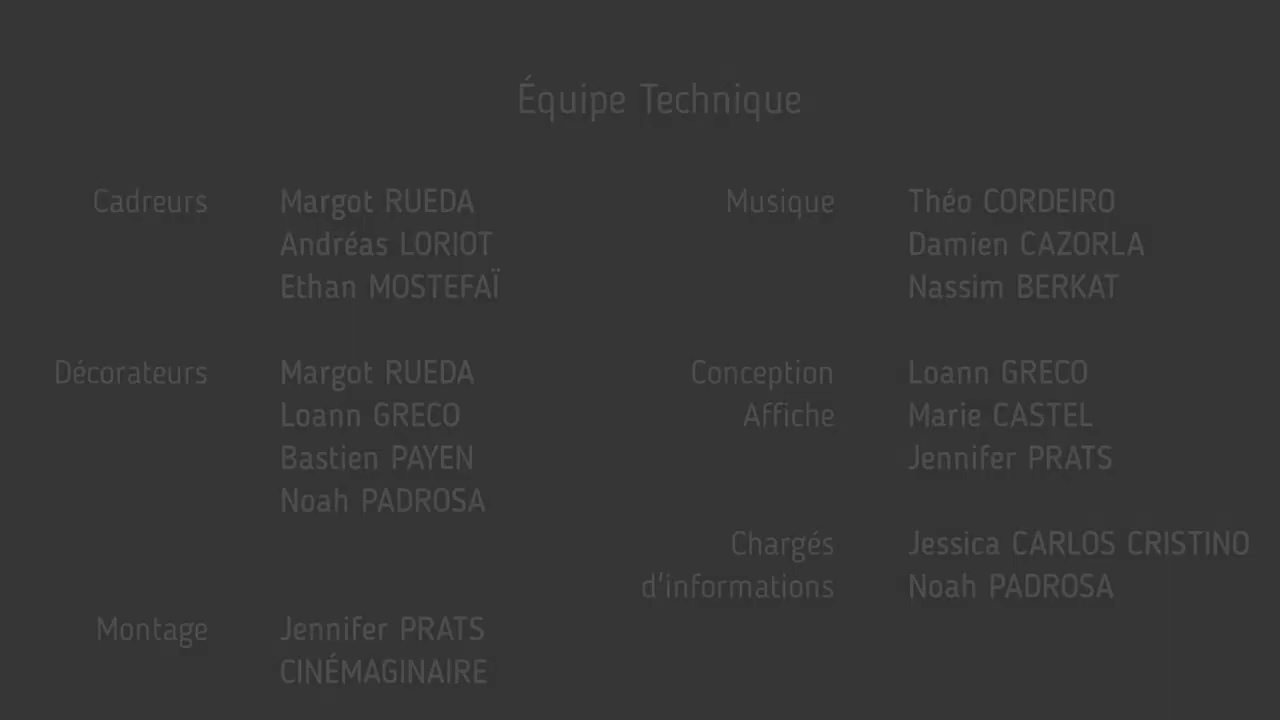 Équipe Technique
Cadreurs Margot RUEDA
Andréas LORIOT
Ethan MOSTEFAÏ
Décorateurs Margot RUEDA
Loann GRECO
Bastien PAYEN
Noah PADROSA
Montage Jennifer PRATS
CINÉMAGINAIRE
Musique Théo CORDEIRO
Damien CAZORLA
Nassim BERKAT
Conception Loann GRECO
Affiche Marie CASTEL
Jennifer PRATS
Chargés Jessica CARLOS CRISTINO
d'informations Noah PADROSA